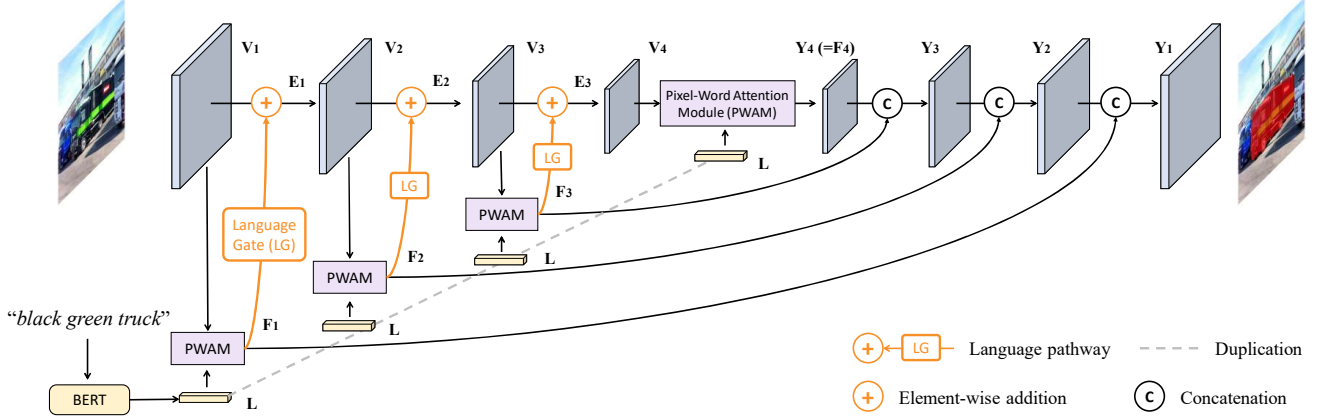 V1
V2
V3
V4
Y4 (=F4)
Y3
Y2
Y1
E1
E2
E3
Pixel-Word Attention
Module (PWAM)
C
C
C
+
+
+
LG
L
LG
F3
PWAM
Language
Gate (LG)
L
F2
PWAM
"black green truck"
F1
L
PWAM
BERT
L
+
LG
Language pathway
Duplication
+
Element-wise addition
C
Concatenation